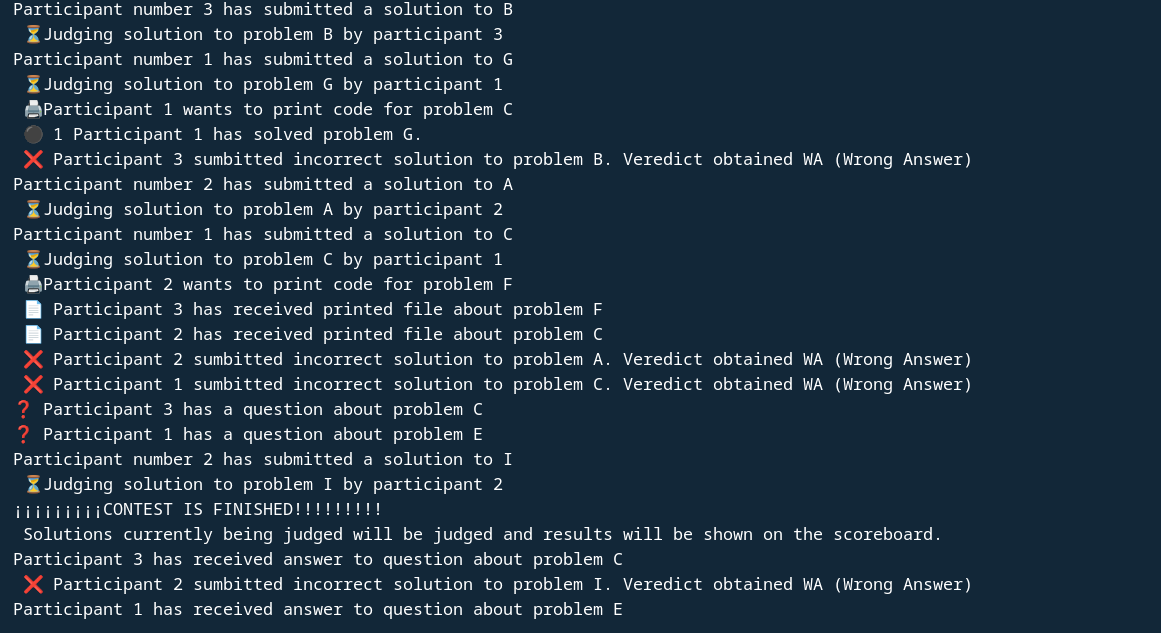 Participant number 3 has submitted a solution to B
⏳Judging solution to problem B by participant 3
Participant number 1 has submitted a solution to G
⏳Judging solution to problem G by participant 1
🖨️Participant 1 wants to print code for problem C
⚫ 1 Participant 1 has solved problem G.
❌ Participant 3 sumbitted incorrect solution to problem B. Veredict obtained WA (Wrong Answer)
Participant number 2 has submitted a solution to A
⏳Judging solution to problem A by participant 2
Participant number 1 has submitted a solution to C
⏳Judging solution to problem C by participant 1
🖨️Participant 2 wants to print code for problem F
📄 Participant 3 has received printed file about problem F
📄 Participant 2 has received printed file about problem C
❌ Participant 2 sumbitted incorrect solution to problem A. Veredict obtained WA (Wrong Answer)
❌ Participant 1 sumbitted incorrect solution to problem C. Veredict obtained WA (Wrong Answer)
❓ Participant 3 has a question about problem C
❓ Participant 1 has a question about problem E
Participant number 2 has submitted a solution to I
⏳Judging solution to problem I by participant 2
¡¡¡¡¡¡¡¡¡CONTEST IS FINISHED!!!!!!!!!
Solutions currently being judged will be judged and results will be shown on the scoreboard.
Participant 3 has received answer to question about problem C
❌ Participant 2 sumbitted incorrect solution to problem I. Veredict obtained WA (Wrong Answer)
Participant 1 has received answer to question about problem E